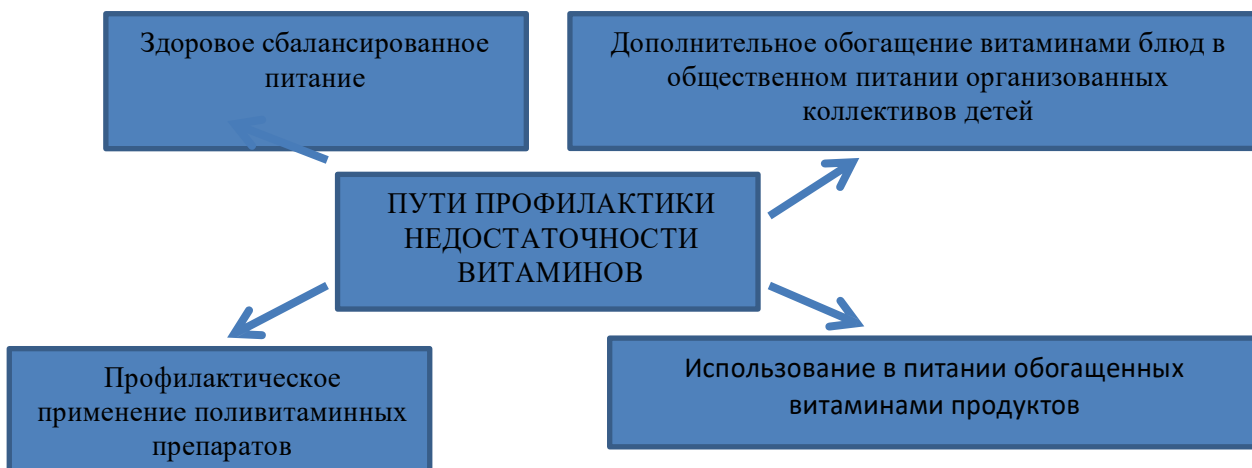 Здоровое сбалансированное
питание
Дополнительное обогащение витаминами блюд в
общественном питании организованных
коллективов детей
ПУТИ ПРОФИЛАКТИКИ
НЕДОСТАТОЧНОСТИ
ВИТАМИНОВ
Профилактическое
применение поливитаминных
препаратов
Использование в питании обогащенных
витаминами продуктов